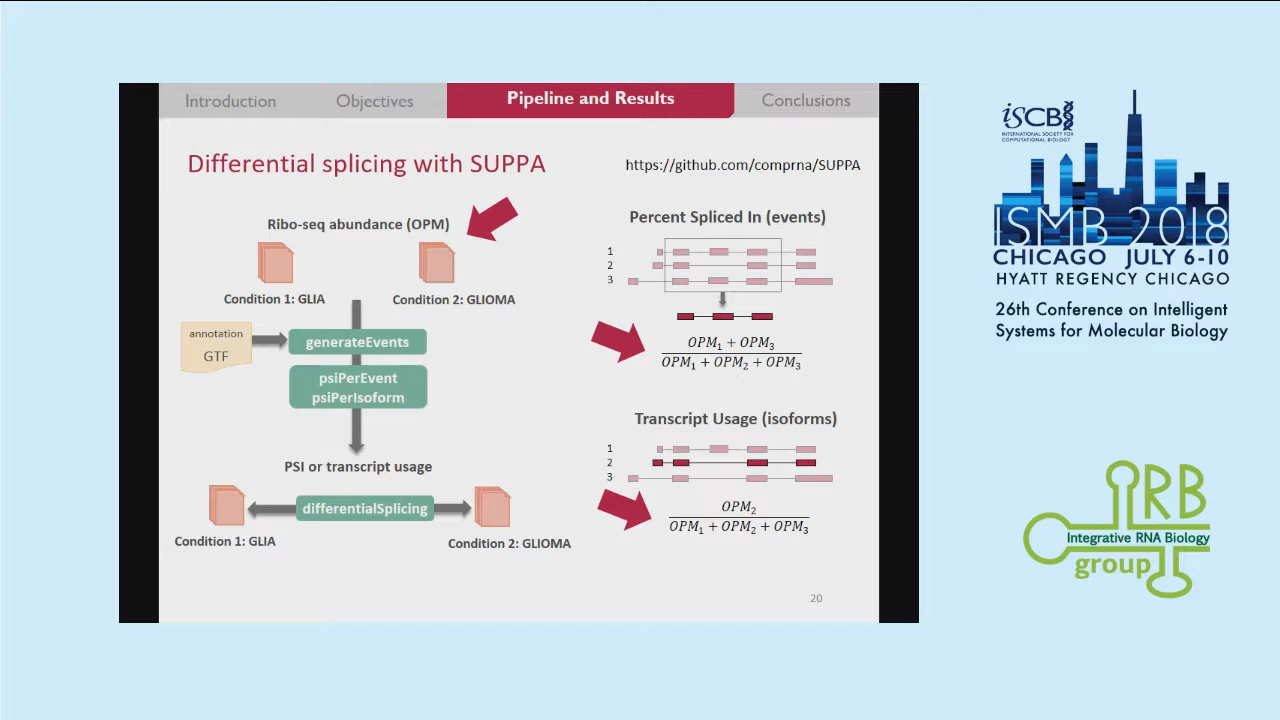 Introduction
Objectives
Pipeline and Results
Conclusions
Differential splicing with SUPPA
https://github.com/comprna/SUPPA
Ribo-seq abundance (OPM)
Condition 1: GLIA
Condition 2: GLIOMA
annotation
GTF
generateEvents
psiPerEvent
psiPerIsoform
PSI or transcript usage
differentialSplicing
Condition 1: GLIA
Condition 2: GLIOMA
Percent Spliced In (events)
1
2
3
OPM₁ + OPM₃
OPM₁ + OPM₂ + OPM₃
Transcript Usage (isoforms)
1
2
3
OPM₂
OPM₁ + OPM₂ + OPM₃
20
iSCB
INTERNATIONAL SOCIETY FOR
COMPUTATIONAL BIOLOGY
ISMB 2018
CHICAGO JULY 6-10
HYATT REGENCY CHICAGO
26th Conference on Intelligent
Systems for Molecular Biology
iRB
Integrative RNA Biology
group